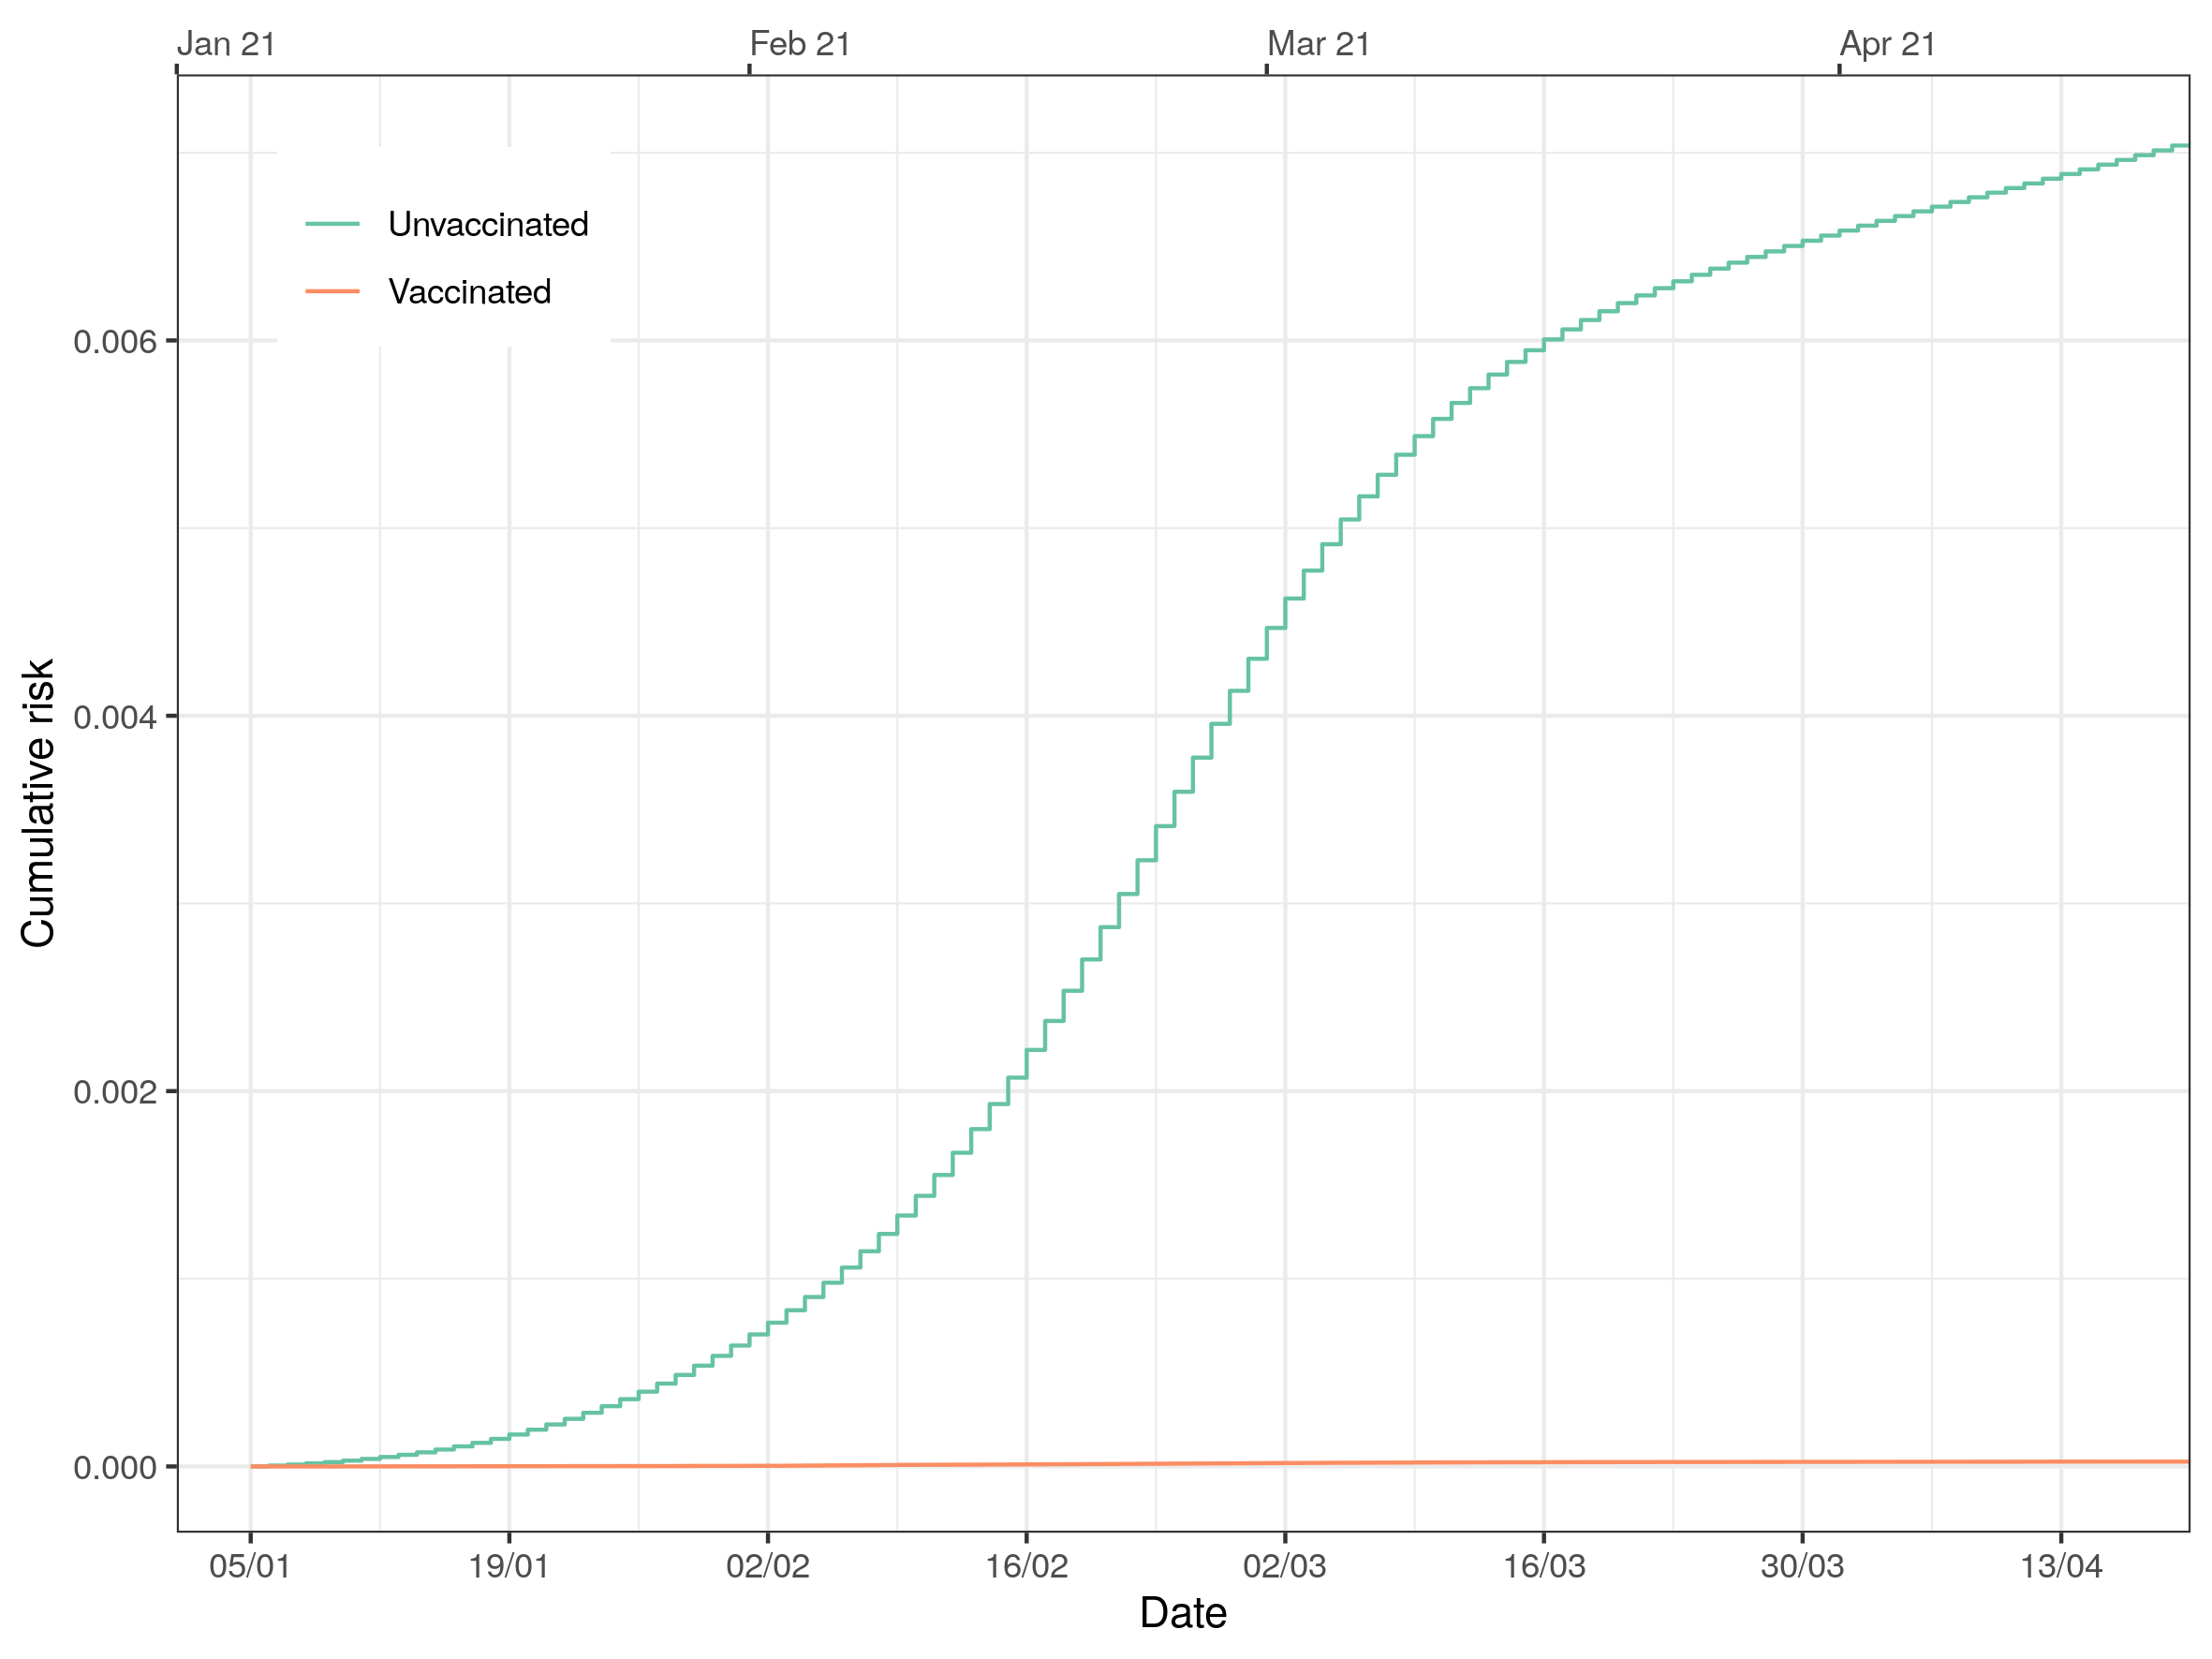 Jan 21 Feb 21 Mar 21 Apr 21
Unvaccinated
Vaccinated
0.006
0.004
0.002
0.000
Cumulative risk
05/01 19/01 02/02 16/02 02/03 16/03 30/03 13/04
Date